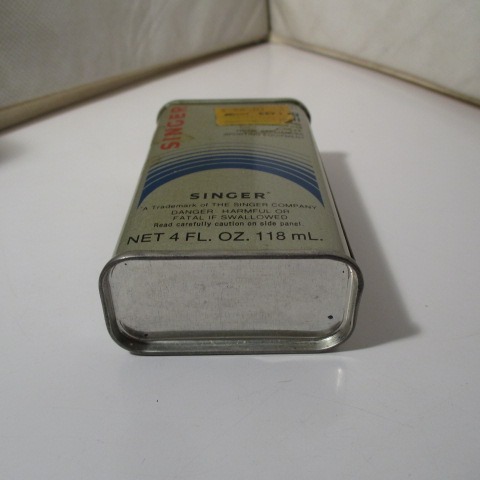 SINGER
SINGER
A Trademark of THE SINGER COMPANY
DANGER HARMFUL OR
FATAL IF SWALLOWED
Read carefully caution on side panel.
NET 4 FL. OZ. 118 mL.